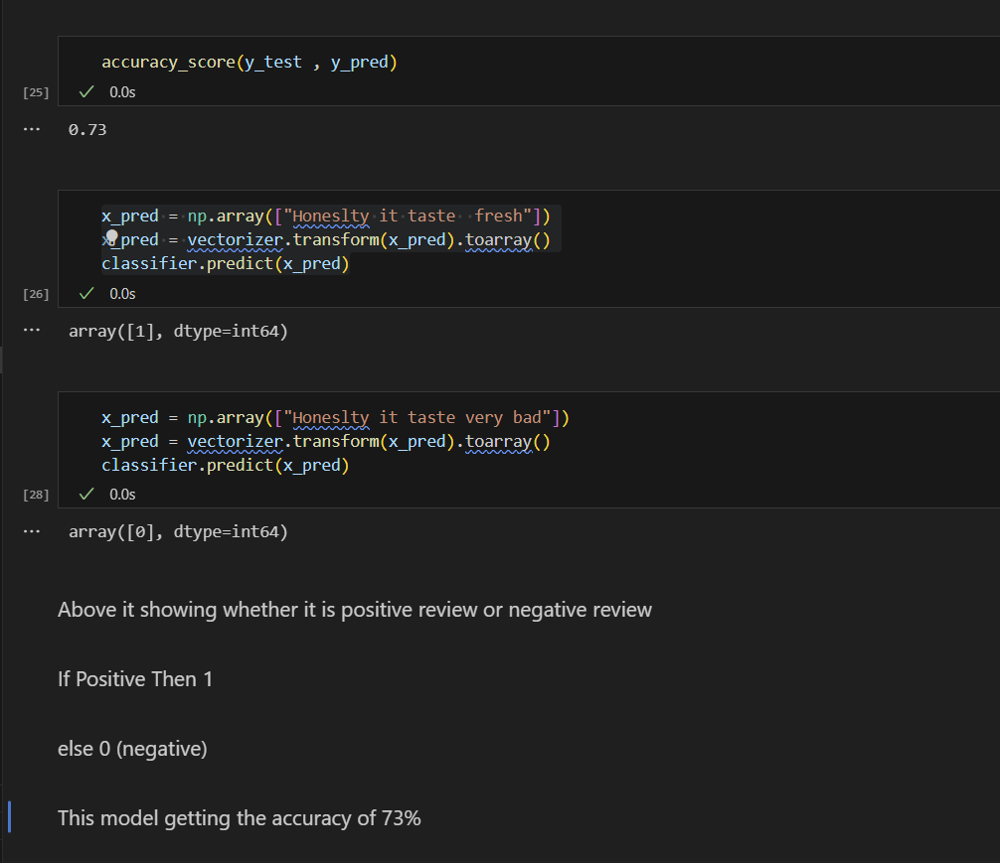 accuracy_score(y_test , y_pred)
[25] ✓ 0.0s
... 0.73
x_pred = np.array(["Honeslty it taste  fresh"])
x_pred = vectorizer.transform(x_pred).toarray()
classifier.predict(x_pred)
[26] ✓ 0.0s
... array([1], dtype=int64)
x_pred = np.array(["Honeslty it taste very bad"])
x_pred = vectorizer.transform(x_pred).toarray()
classifier.predict(x_pred)
[28] ✓ 0.0s
... array([0], dtype=int64)
Above it showing whether it is positive review or negative review
If Positive Then 1
else 0 (negative)
This model getting the accuracy of 73%